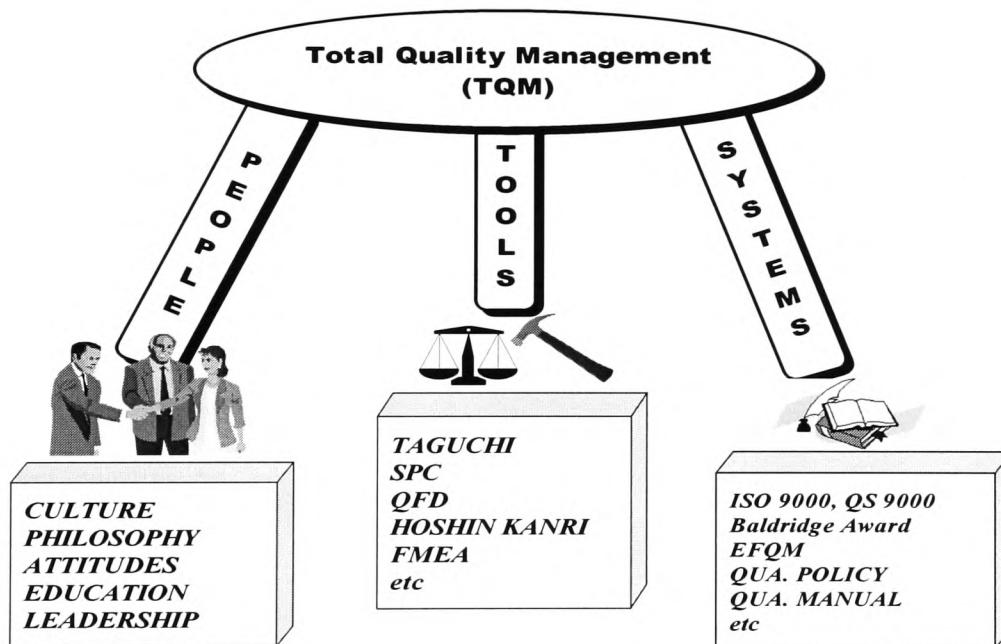 Total Quality Management
(TQM)
PEOPLE
TOOLS
SYSTEMS
CULTURE
PHILOSOPHY
ATTITUDES
EDUCATION
LEADERSHIP
TAGUCHI
SPC
QFD
HOSHIN KANRI
FMEA
etc
ISO 9000, QS 9000
Baldridge Award
EFQM
QUA. POLICY
QUA. MANUAL
etc